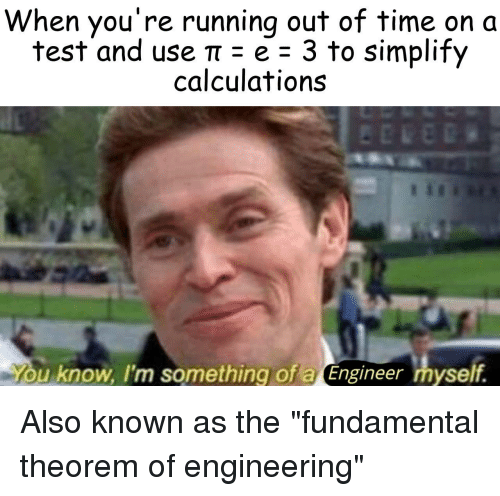 When you're running out of time on a
test and use π = e = 3 to simplify
calculations
You know, I'm something of a Engineer myself.
Also known as the "fundamental
theorem of engineering"